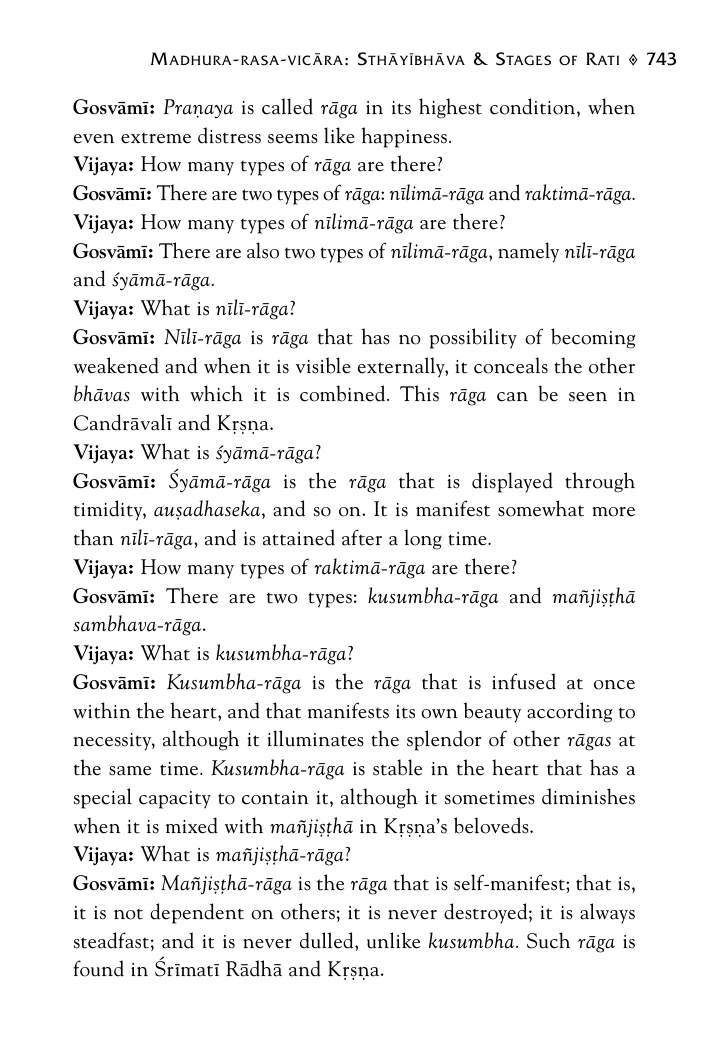 MADHURA-RASA-VICĀRA: STHĀYĪBHĀVA & STAGES OF RATI ◊ 743
Gosvāmī: Praṇaya is called rāga in its highest condition, when
even extreme distress seems like happiness.
Vijaya: How many types of rāga are there?
Gosvāmī: There are two types of rāga: nīlimā-rāga and raktimā-rāga.
Vijaya: How many types of nīlimā-rāga are there?
Gosvāmī: There are also two types of nīlimā-rāga, namely nīlī-rāga
and śyāmā-rāga.
Vijaya: What is nīlī-rāga?
Gosvāmī: Nīlī-rāga is rāga that has no possibility of becoming
weakened and when it is visible externally, it conceals the other
bhāvas with which it is combined. This rāga can be seen in
Candrāvalī and Kṛṣṇa.
Vijaya: What is śyāmā-rāga?
Gosvāmī: Śyāmā-rāga is the rāga that is displayed through
timidity, auṣadhaseka, and so on. It is manifest somewhat more
than nīlī-rāga, and is attained after a long time.
Vijaya: How many types of raktimā-rāga are there?
Gosvāmī: There are two types: kusumbha-rāga and mañjiṣṭhā
sambhava-rāga.
Vijaya: What is kusumbha-rāga?
Gosvāmī: Kusumbha-rāga is the rāga that is infused at once
within the heart, and that manifests its own beauty according to
necessity, although it illuminates the splendor of other rāgas at
the same time. Kusumbha-rāga is stable in the heart that has a
special capacity to contain it, although it sometimes diminishes
when it is mixed with mañjiṣṭhā in Kṛṣṇa's beloveds.
Vijaya: What is mañjiṣṭhā-rāga?
Gosvāmī: Mañjiṣṭhā-rāga is the rāga that is self-manifest; that is,
it is not dependent on others; it is never destroyed; it is always
steadfast; and it is never dulled, unlike kusumbha. Such rāga is
found in Śrīmatī Rādhā and Kṛṣṇa.